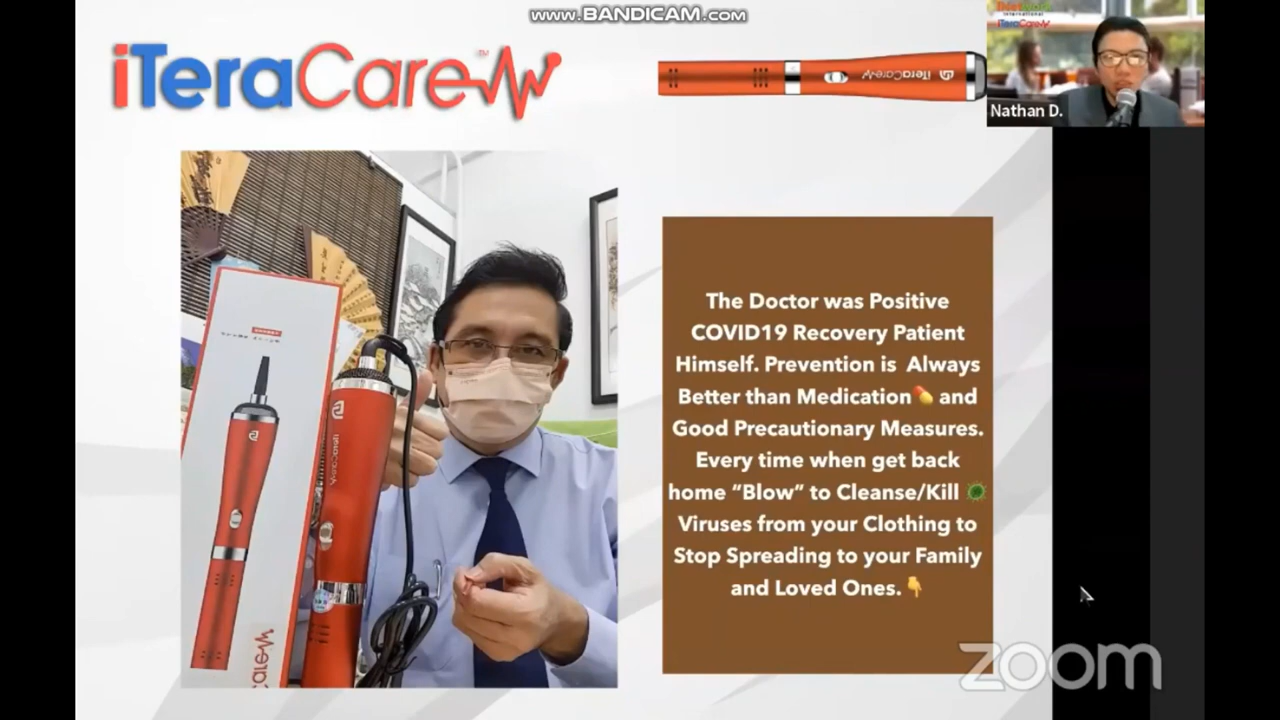 www.BANDICAM.com
iTeraCare™
iTeraCare
Nathan D.
iTeraCare
The Doctor was Positive
COVID19 Recovery Patient
Himself. Prevention is Always
Better than Medication💊 and
Good Precautionary Measures.
Every time when get back
home “Blow” to Cleanse/Kill 🦠
Viruses from your Clothing to
Stop Spreading to your Family
and Loved Ones.👇
zoom